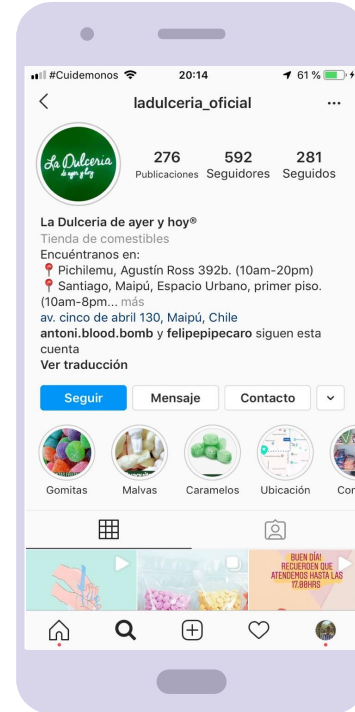 #Cuidemonos
20:14
61 %
ladulceria_oficial
La Dulceria
de ayer y hoy
276 592 281
Publicaciones Seguidores Seguidos
La Dulceria de ayer y hoy®
Tienda de comestibles
Encuéntranos en:
📍 Pichilemu, Agustín Ross 392b. (10am-20pm)
📍 Santiago, Maipú, Espacio Urbano, primer piso.
(10am-8pm... más
av. cinco de abril 130, Maipú, Chile
antoni.blood.bomb y felipepipecaro siguen esta
cuenta
Ver traducción
Seguir Mensaje Contacto
Gomitas Malvas Caramelos Ubicación Cor
BUEN DÍA!
RECUERDEN QUE
ATENDEMOS HASTA LAS
17.00HRS